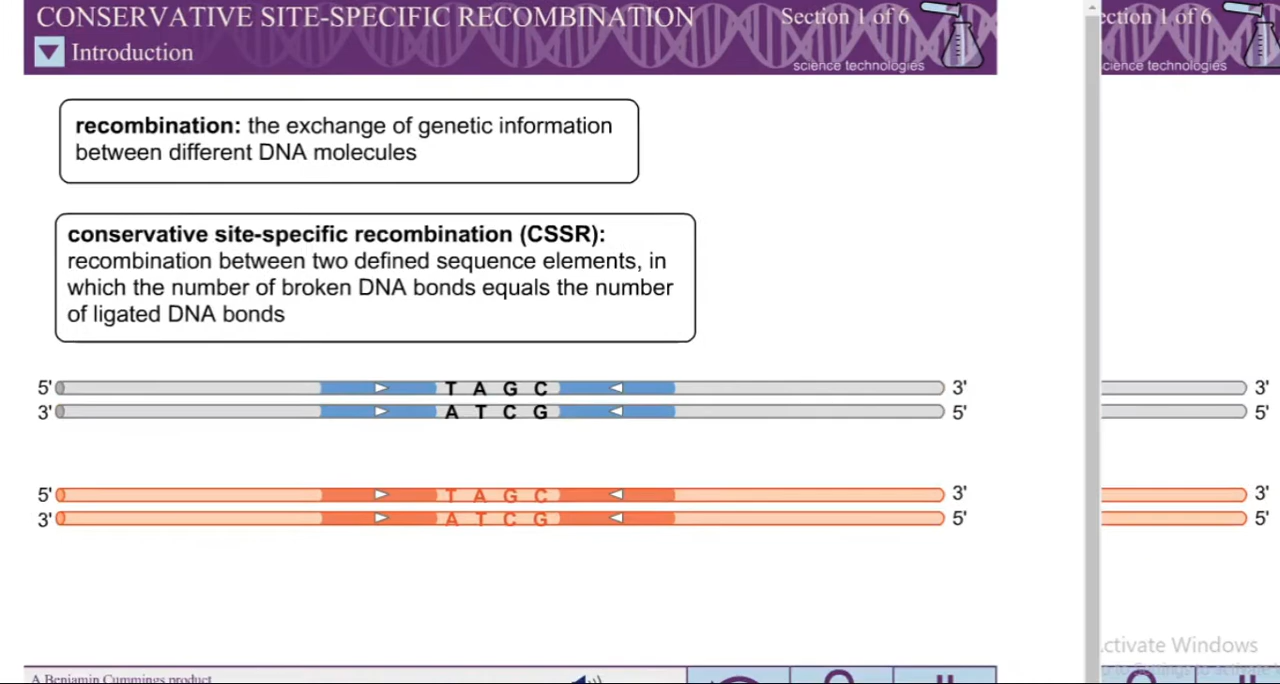 CONSERVATIVE SITE-SPECIFIC RECOMBINATION Section 1 of 6
Introduction
science technologies
recombination: the exchange of genetic information
between different DNA molecules
conservative site-specific recombination (CSSR):
recombination between two defined sequence elements, in
which the number of broken DNA bonds equals the number
of ligated DNA bonds
5' T A G C 3'
3' A T C G 5'
5' T A G C 3'
3' A T C G 5'
A Benjamin Cummings product
ection 1 of 6
cience technologies
3'
5'
3'
5'
ctivate Windows